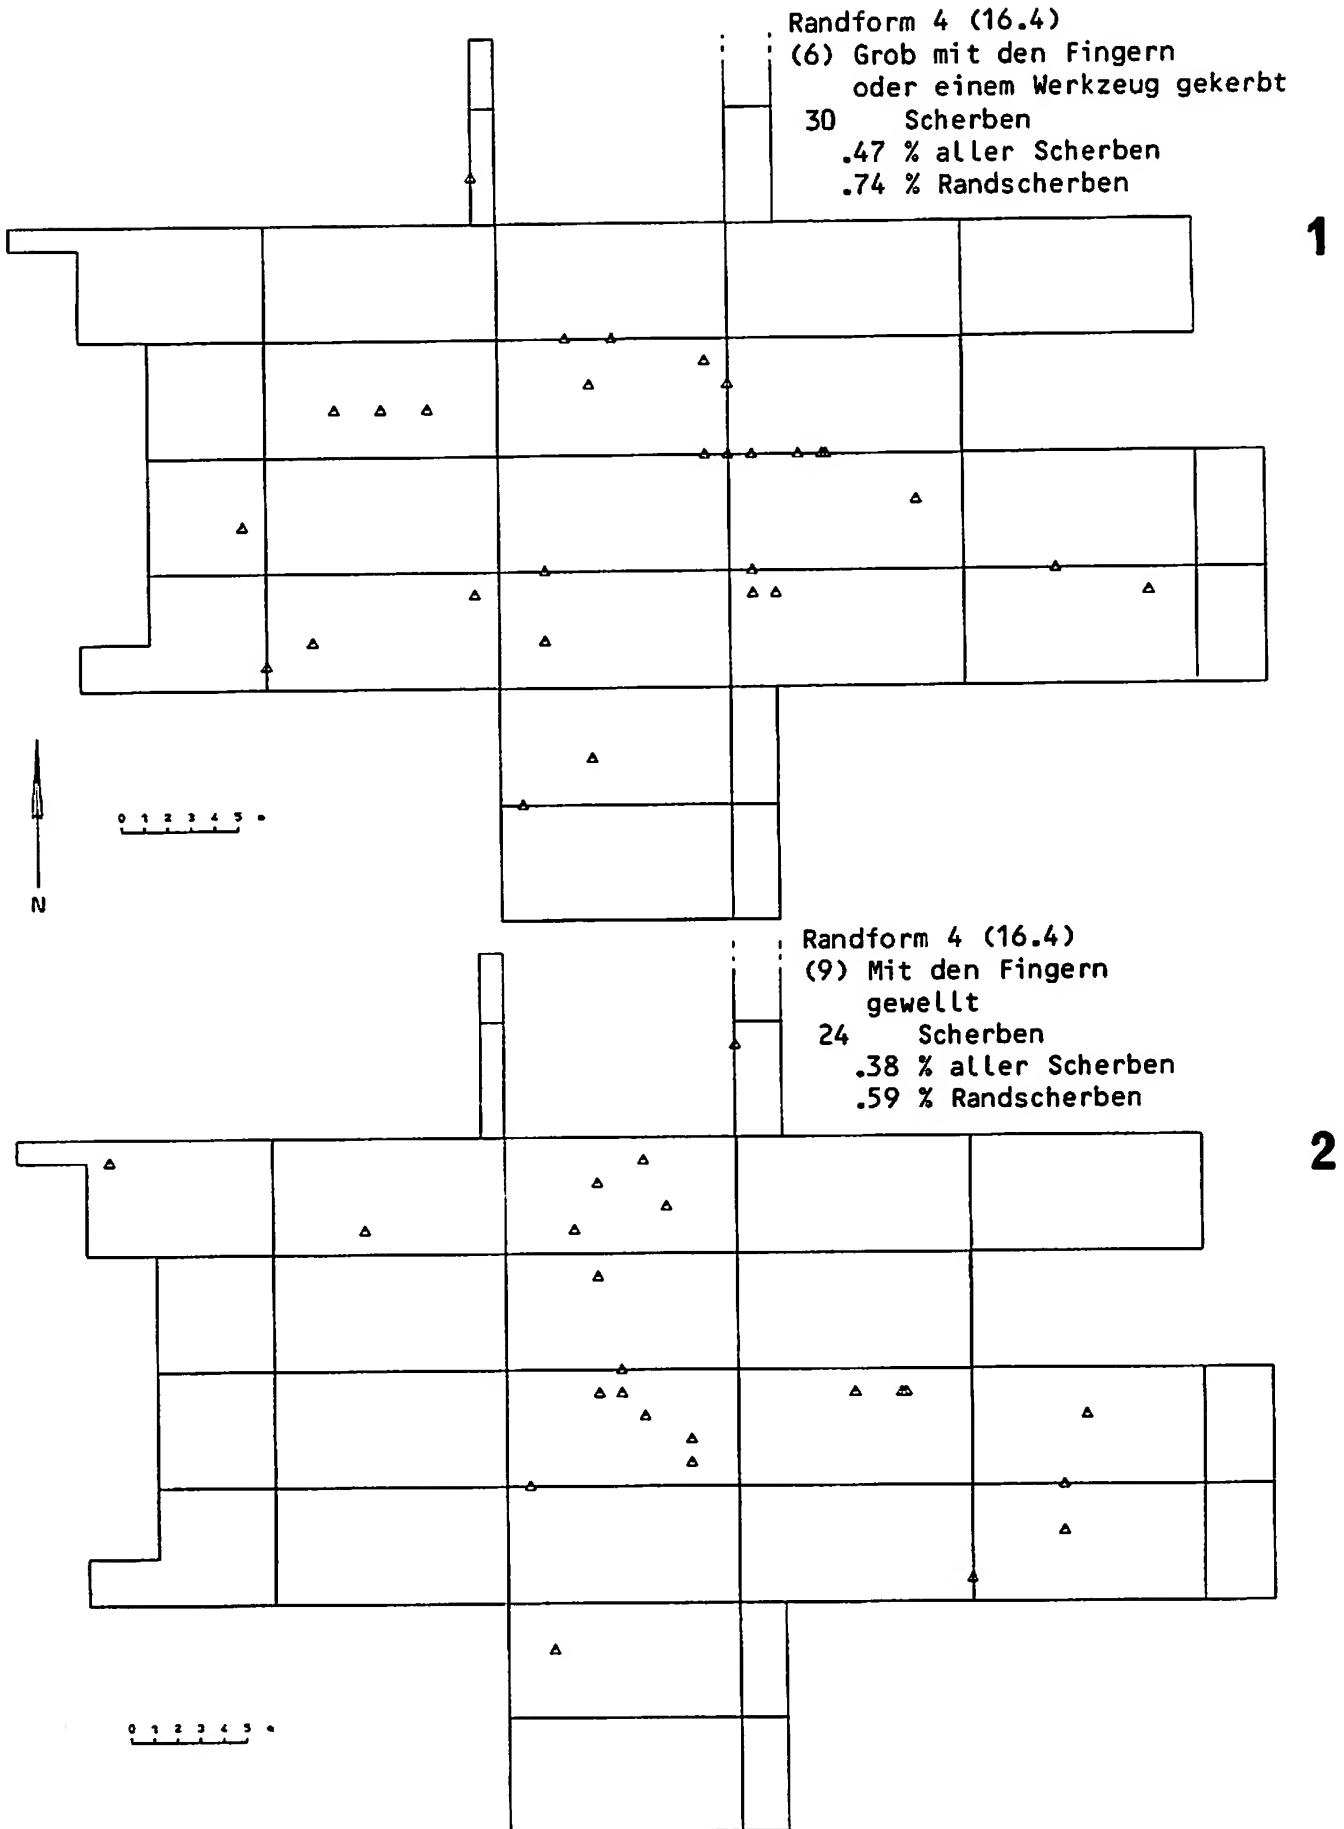 Randform 4 (16.4)
(6) Grob mit den Fingern
oder einem Werkzeug gekerbt
30 Scherben
.47 % aller Scherben
.74 % Randscherben
1
0 1 2 3 4 5 m
N
Randform 4 (16.4)
(9) Mit den Fingern
gewellt
24 Scherben
.38 % aller Scherben
.59 % Randscherben
2
0 1 2 3 4 5 m